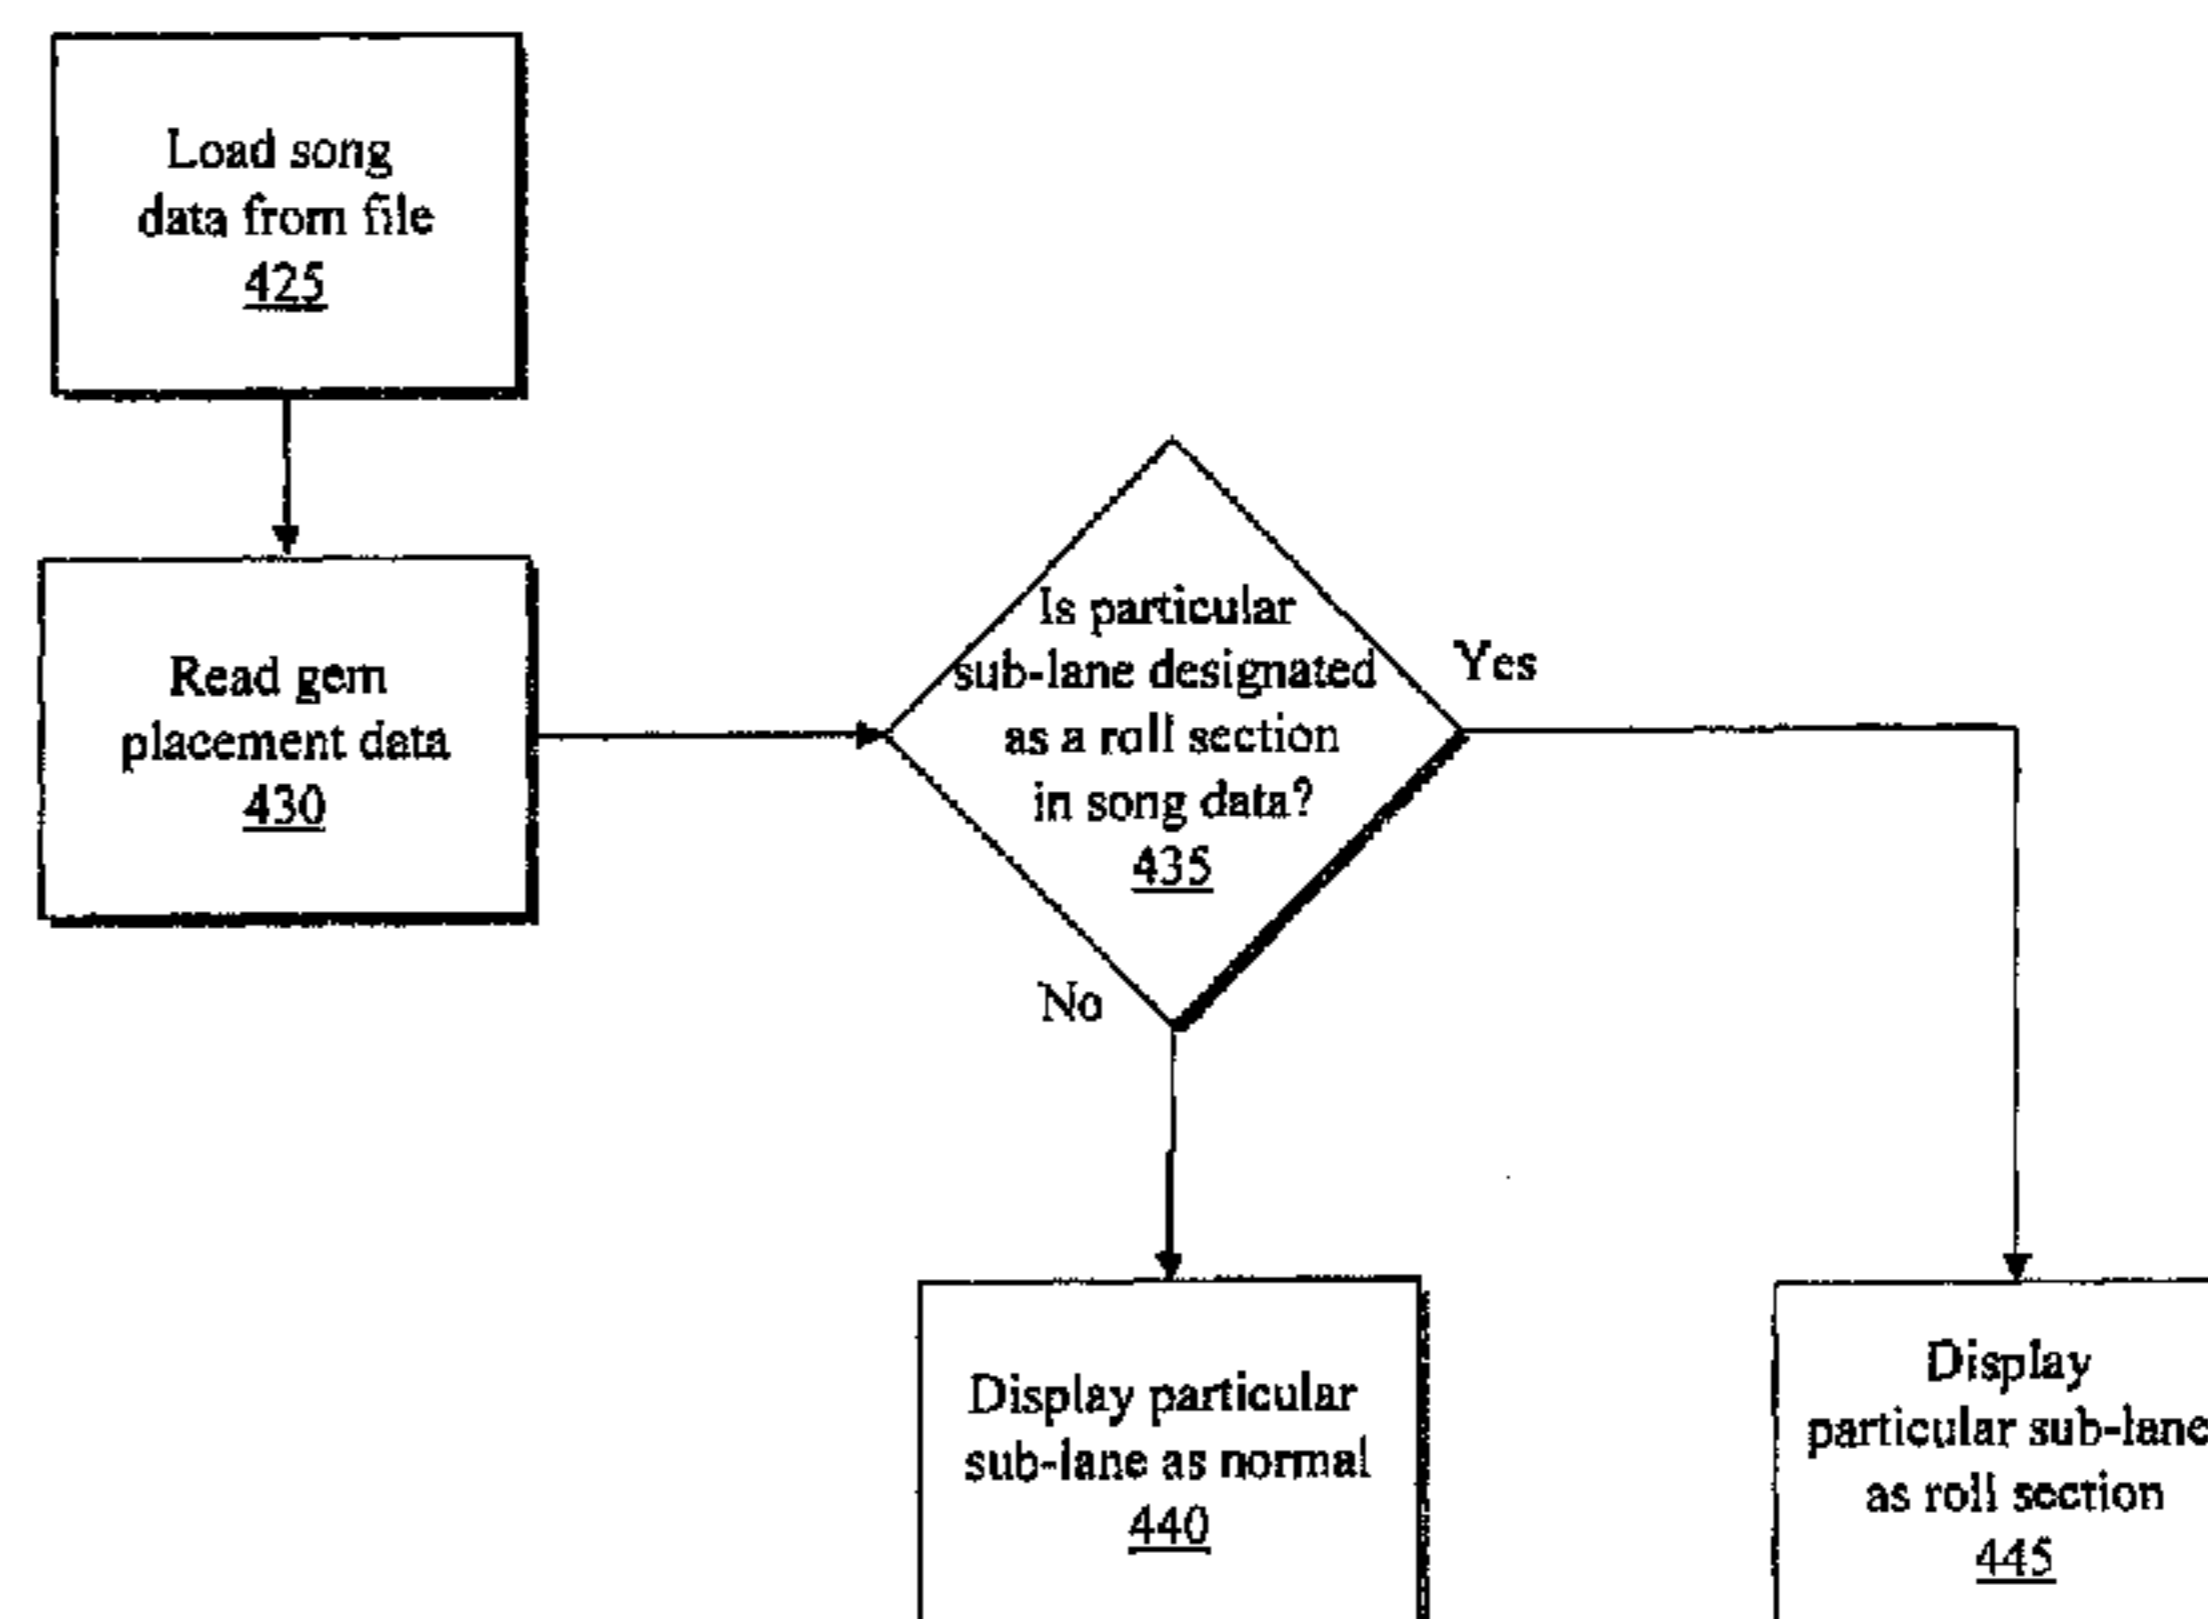 Load song
data from file
425
Read gem
placement data
430
Is particular
sub-lane designated
as a roll section
in song data?
435
Yes
No
Display particular
sub-lane as normal
440
Display
particular sub-lane
as roll section
445